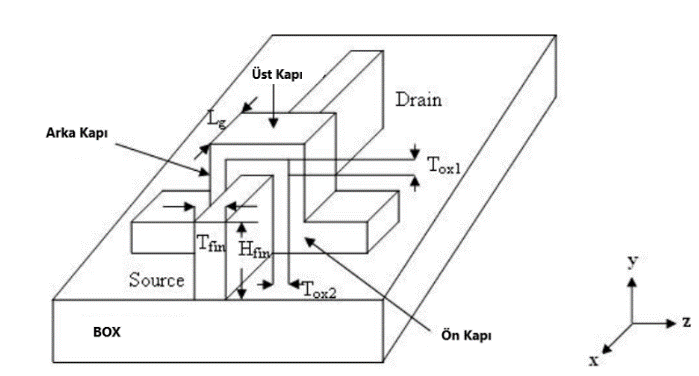 Üst Kapı
Drain
Lg
Arka Kapı
Tox1
Tfin
Hfin
Source
Tox2
Ön Kapı
BOX
y
z
x